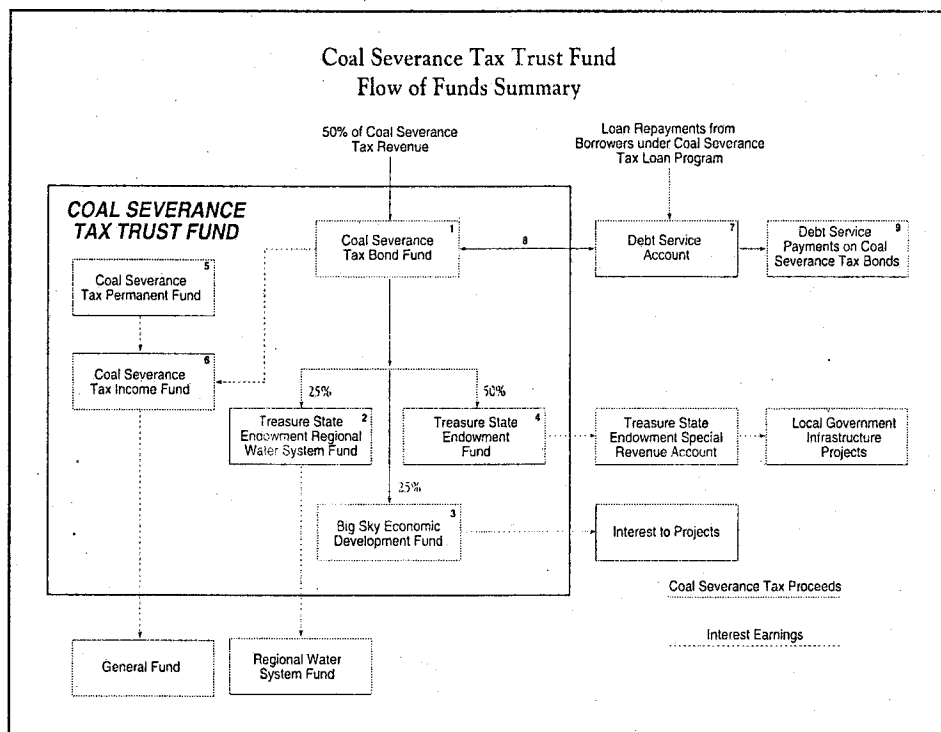 Coal Severance Tax Trust Fund
Flow of Funds Summary
50% of Coal Severance
Tax Revenue
Loan Repayments from
Borrowers under Coal Severance
Tax Loan Program
COAL SEVERANCE
TAX TRUST FUND
1
Coal Severance
Tax Bond Fund
8
7
Debt Service
Account
9
Debt Service
Payments on Coal
Severance Tax Bonds
5
Coal Severance
Tax Permanent Fund
6
Coal Severance
Tax Income Fund
25%
50%
2
Treasure State
Endowment Regional
Water System Fund
4
Treasure State
Endowment
Fund
Treasure State
Endowment Special
Revenue Account
Local Government
Infrastructure
Projects
25%
3
Big Sky Economic
Development Fund
Interest to Projects
Coal Severance Tax Proceeds
Interest Earnings
General Fund
Regional Water
System Fund